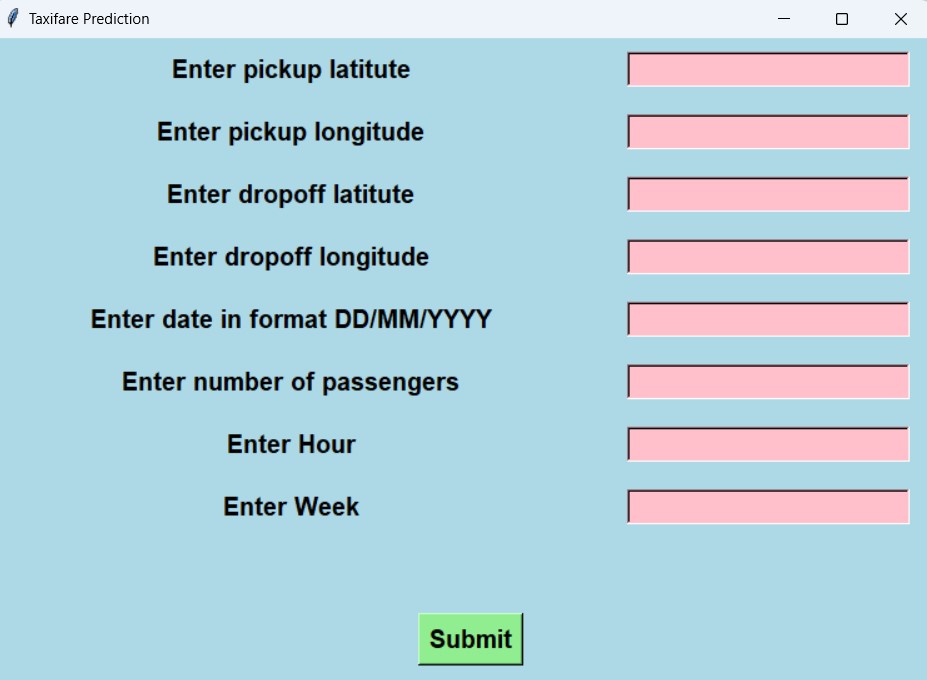 Taxifare Prediction
Enter pickup latitute
Enter pickup longitude
Enter dropoff latitute
Enter dropoff longitude
Enter date in format DD/MM/YYYY
Enter number of passengers
Enter Hour
Enter Week
Submit